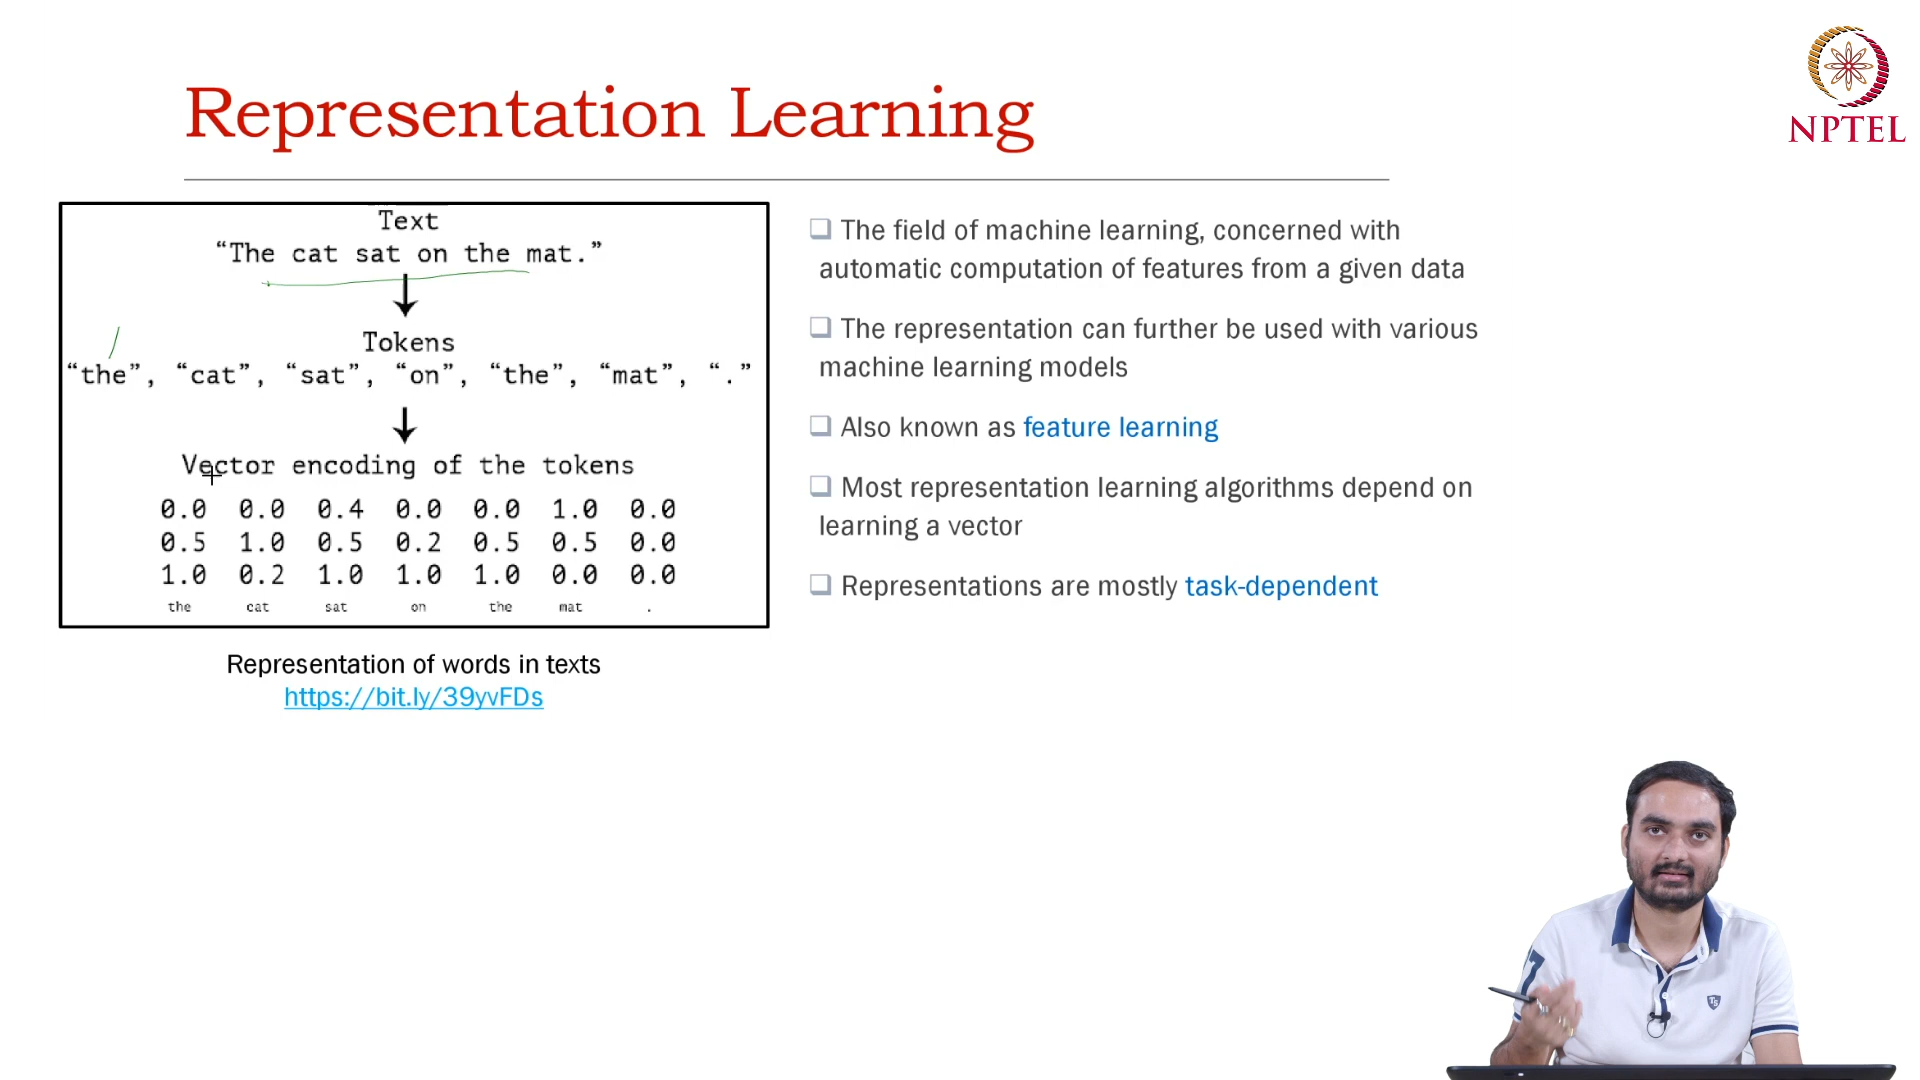 Representation Learning
NPTEL
Text
“The cat sat on the mat.”
Tokens
“the”, “cat”, “sat”, “on”, “the”, “mat”, “.”
Vector encoding of the tokens
0.0 0.0 0.4 0.0 0.0 1.0 0.0
0.5 1.0 0.5 0.2 0.5 0.5 0.0
1.0 0.2 1.0 1.0 1.0 0.0 0.0
the cat sat on the mat .
Representation of words in texts
https://bit.ly/39yvFDs
The field of machine learning, concerned with
automatic computation of features from a given data
The representation can further be used with various
machine learning models
Also known as feature learning
Most representation learning algorithms depend on
learning a vector
Representations are mostly task-dependent
7
TS